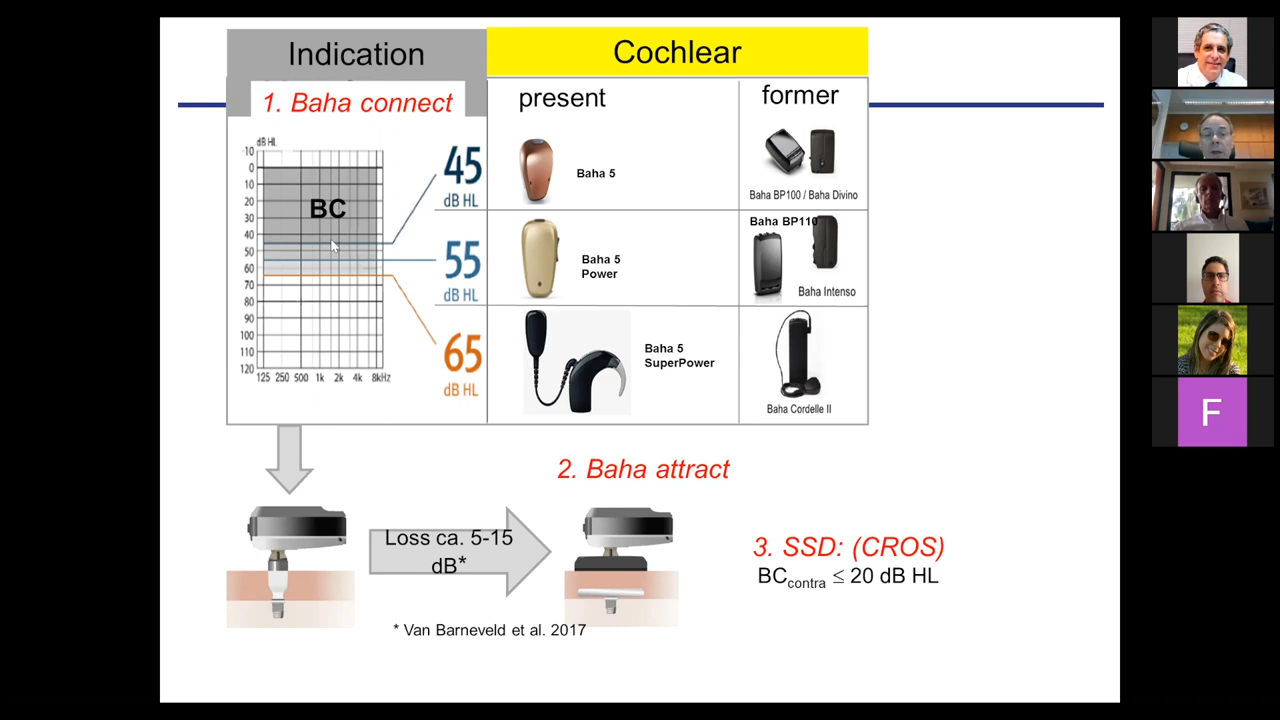 Indication
Cochlear
1. Baha connect
present
former
dB HL
-10
0
10
20
30
40
50
60
70
80
90
100
110
120
125 250 500 1k 2k 4k 8kHz
BC
45
dB HL
55
dB HL
65
dB HL
Baha 5
Baha BP100 / Baha Divino
Baha 5
Power
Baha BP110
Baha Intenso
Baha 5
SuperPower
Baha Cordelle II
2. Baha attract
Loss ca. 5-15
dB*
3. SSD: (CROS)
BCcontra ≤ 20 dB HL
* Van Barneveld et al. 2017
F